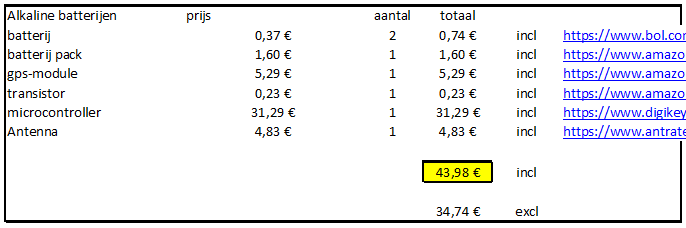 Alkaline batterijen prijs aantal totaal
batterij 0,37 € 2 0,74 € incl https://www.bol.com
batterij pack 1,60 € 1 1,60 € incl https://www.amazo
gps-module 5,29 € 1 5,29 € incl https://www.amazo
transistor 0,23 € 1 0,23 € incl https://www.amazo
microcontroller 31,29 € 1 31,29 € incl https://www.digikey
Antenna 4,83 € 1 4,83 € incl https://www.antrate
43,98 € incl
34,74 € excl